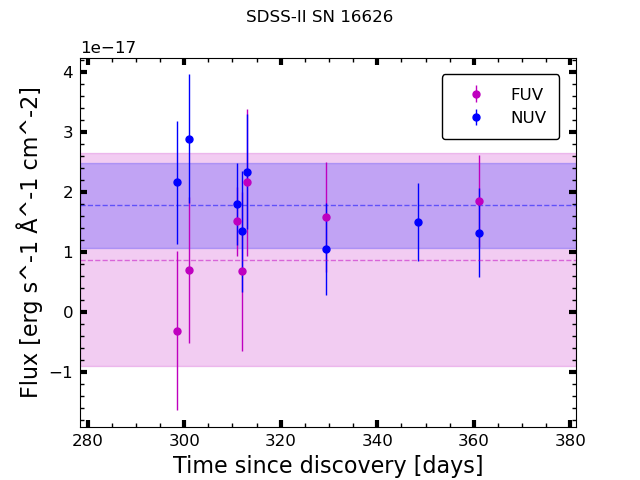 SDSS-II SN 16626
1e−17
FUV
NUV
4
3
2
1
0
−1
Flux [erg s^-1 Å^-1 cm^-2]
280 300 320 340 360 380
Time since discovery [days]